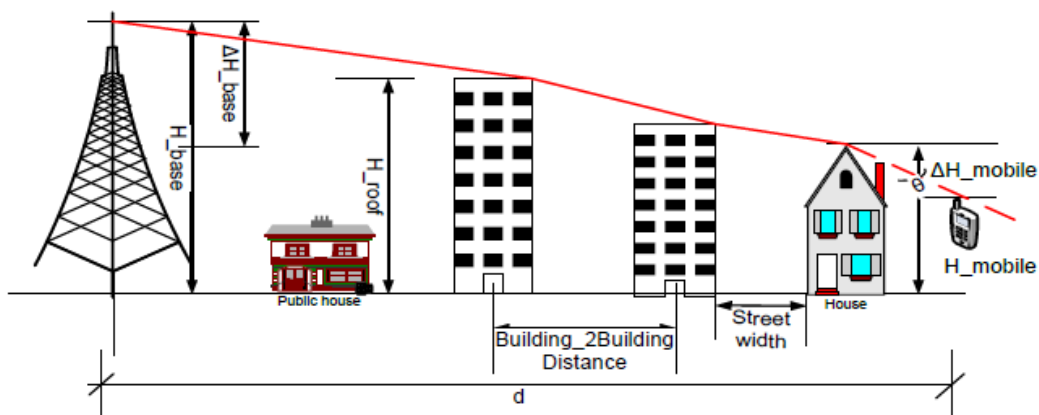 ΔH_base
H_base
H_roof
ΔH_mobile
θ
H_mobile
Public house
House
Street
width
Building_2Building
Distance
d